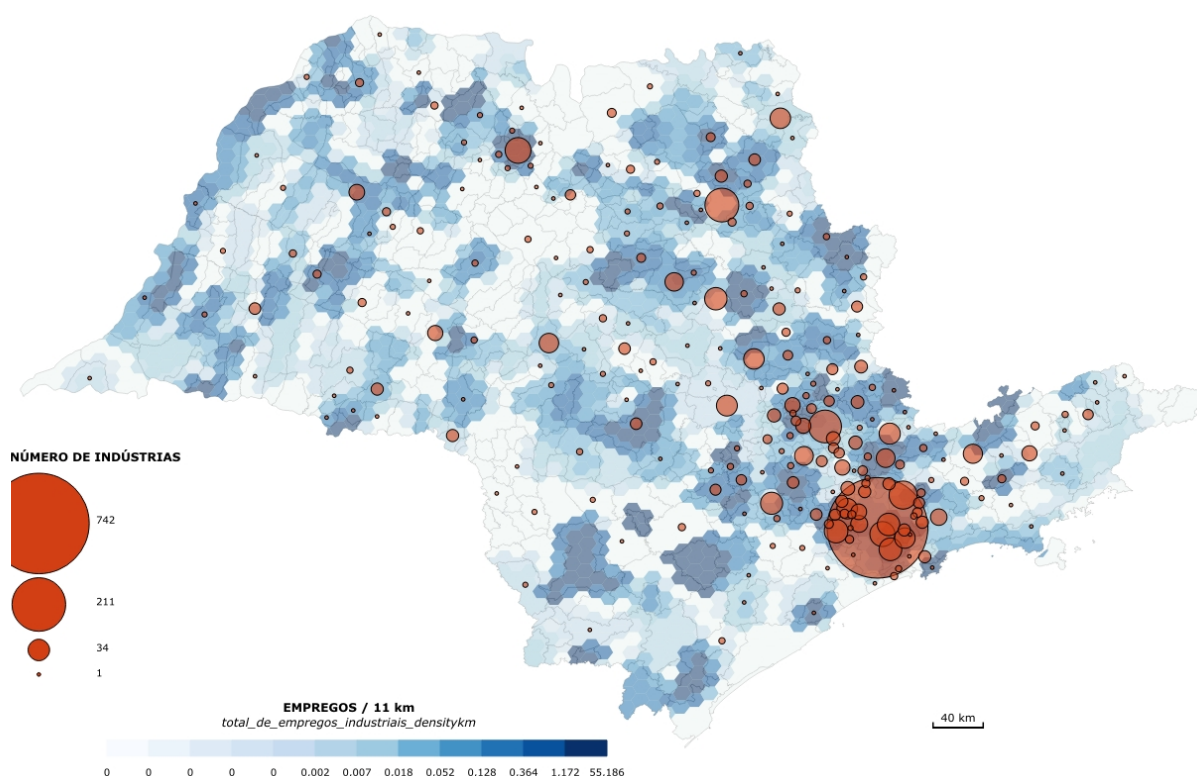 NÚMERO DE INDÚSTRIAS
742
211
34
1
EMPREGOS / 11 km
total_de_empregos_industriais_densitykm
0 0 0 0 0 0.002 0.007 0.018 0.052 0.128 0.364 1.172 55.186
40 km